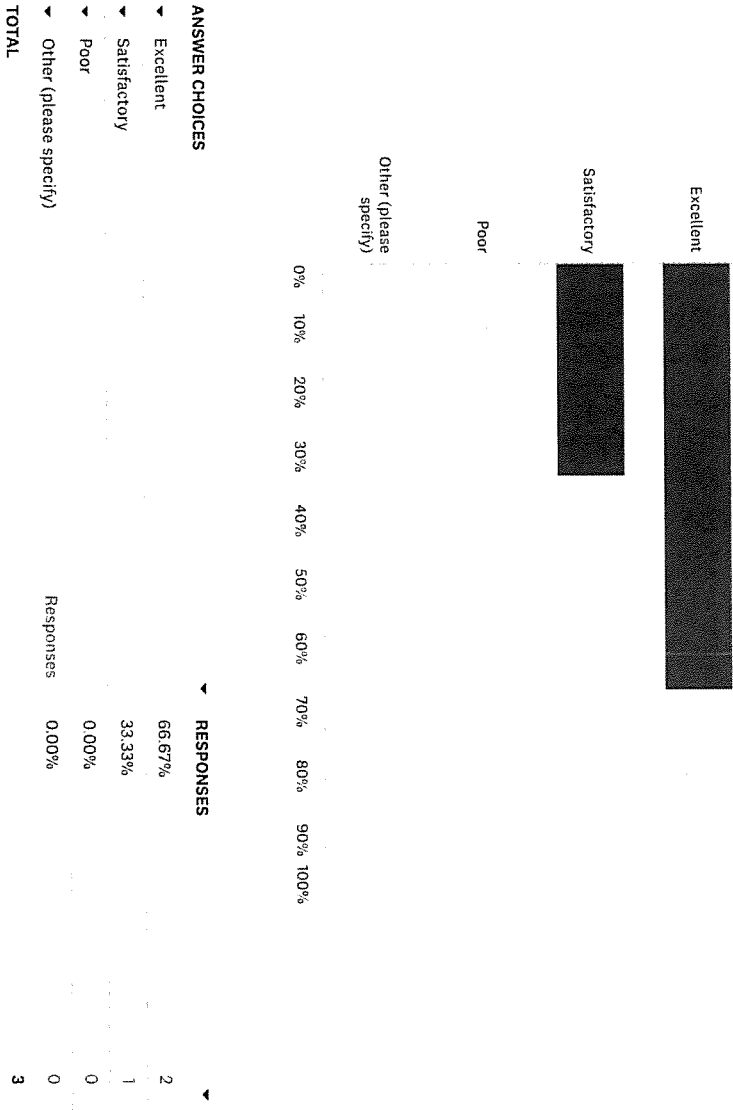 Excellent
Satisfactory
Poor
Other (please
specify)
0% 10% 20% 30% 40% 50% 60% 70% 80% 90% 100%
ANSWER CHOICES RESPONSES
Excellent 66.67% 2
Satisfactory 33.33% 1
Poor 0.00% 0
Other (please specify) Responses 0.00% 0
TOTAL 3